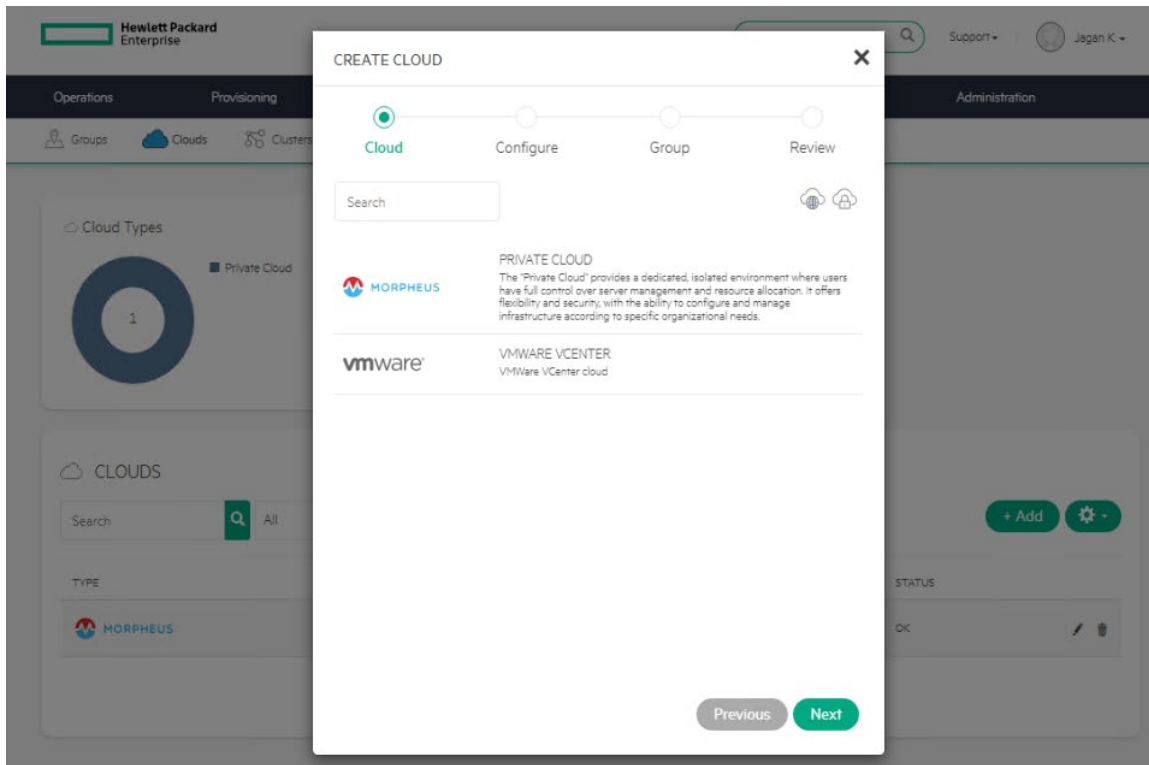 Hewlett Packard
Enterprise
Support
Jagan K
Operations
Provisioning
Administration
Groups
Clouds
Clusters
CREATE CLOUD
Cloud
Configure
Group
Review
Search
MORPHEUS
PRIVATE CLOUD
The "Private Cloud" provides a dedicated, isolated environment where users
have full control over server management and resource allocation. It offers
flexibility and security, with the ability to configure and manage
infrastructure according to specific organizational needs.
vmware
VMWARE VCENTER
VMWare VCenter cloud
Previous
Next
Cloud Types
Private Cloud
1
CLOUDS
Search
All
+ Add
TYPE
STATUS
MORPHEUS
OK